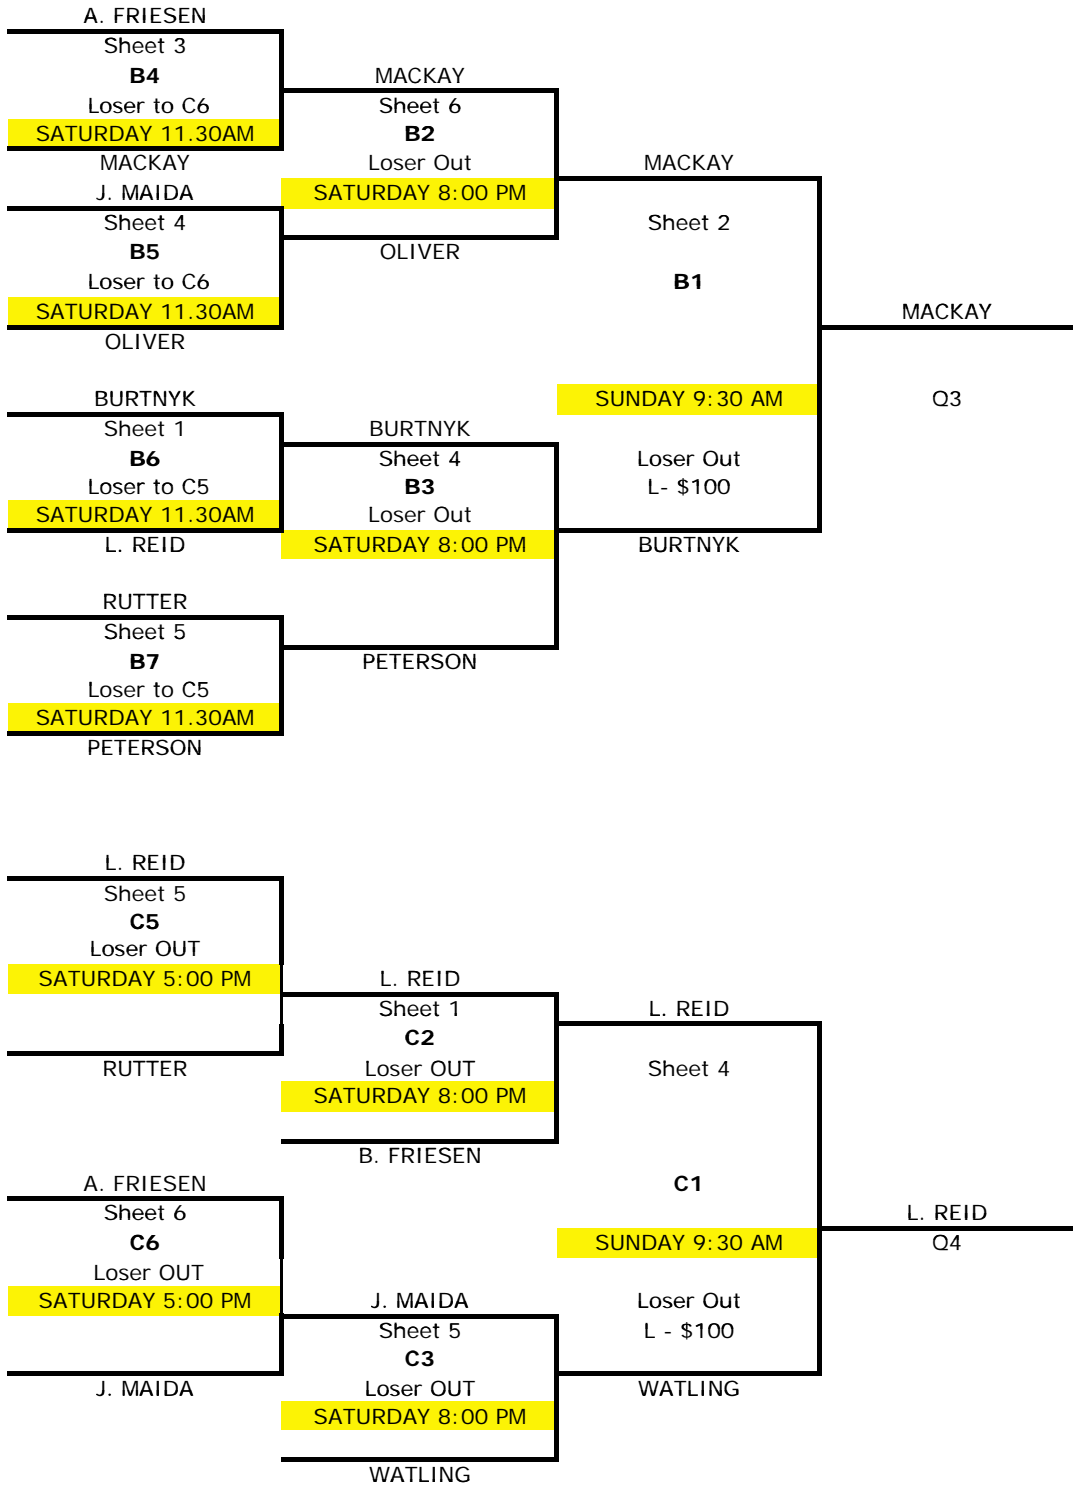 A. FRIESEN
Sheet 3
B4
Loser to C6
SATURDAY 11.30AM
MACKAY
J. MAIDA
Sheet 4
B5
Loser to C6
SATURDAY 11.30AM
OLIVER
BURTNYK
Sheet 1
B6
Loser to C5
SATURDAY 11.30AM
L. REID
RUTTER
Sheet 5
B7
Loser to C5
SATURDAY 11.30AM
PETERSON
MACKAY
Sheet 6
B2
Loser Out
SATURDAY 8:00 PM
OLIVER
BURTNYK
Sheet 4
B3
Loser Out
SATURDAY 8:00 PM
PETERSON
MACKAY
Sheet 2
B1
SUNDAY 9:30 AM
Loser Out
L- $100
BURTNYK
MACKAY
Q3
L. REID
Sheet 5
C5
Loser OUT
SATURDAY 5:00 PM
RUTTER
A. FRIESEN
Sheet 6
C6
Loser OUT
SATURDAY 5:00 PM
J. MAIDA
L. REID
Sheet 1
C2
Loser OUT
SATURDAY 8:00 PM
B. FRIESEN
J. MAIDA
Sheet 5
C3
Loser OUT
SATURDAY 8:00 PM
WATLING
L. REID
Sheet 4
C1
SUNDAY 9:30 AM
Loser Out
L - $100
WATLING
L. REID
Q4